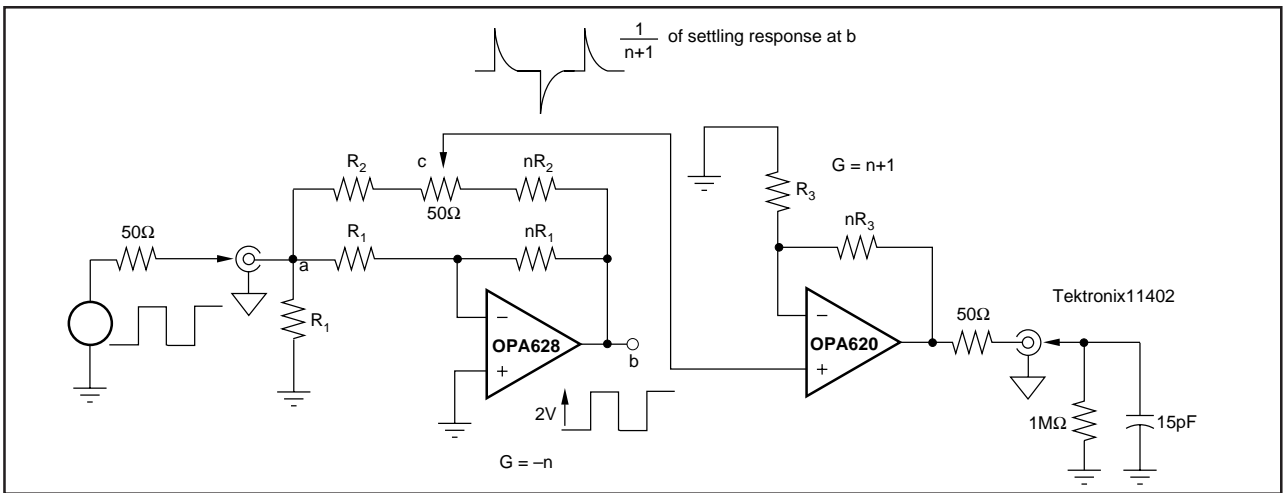 1
n+1
of settling response at b
R2
c
nR2
50Ω
G = n+1
R3
nR3
50Ω
R1
nR1
a
Tektronix11402
R1
–
OPA628
+
b
50Ω
–
OPA620
+
2V
1MΩ
15pF
G = –n